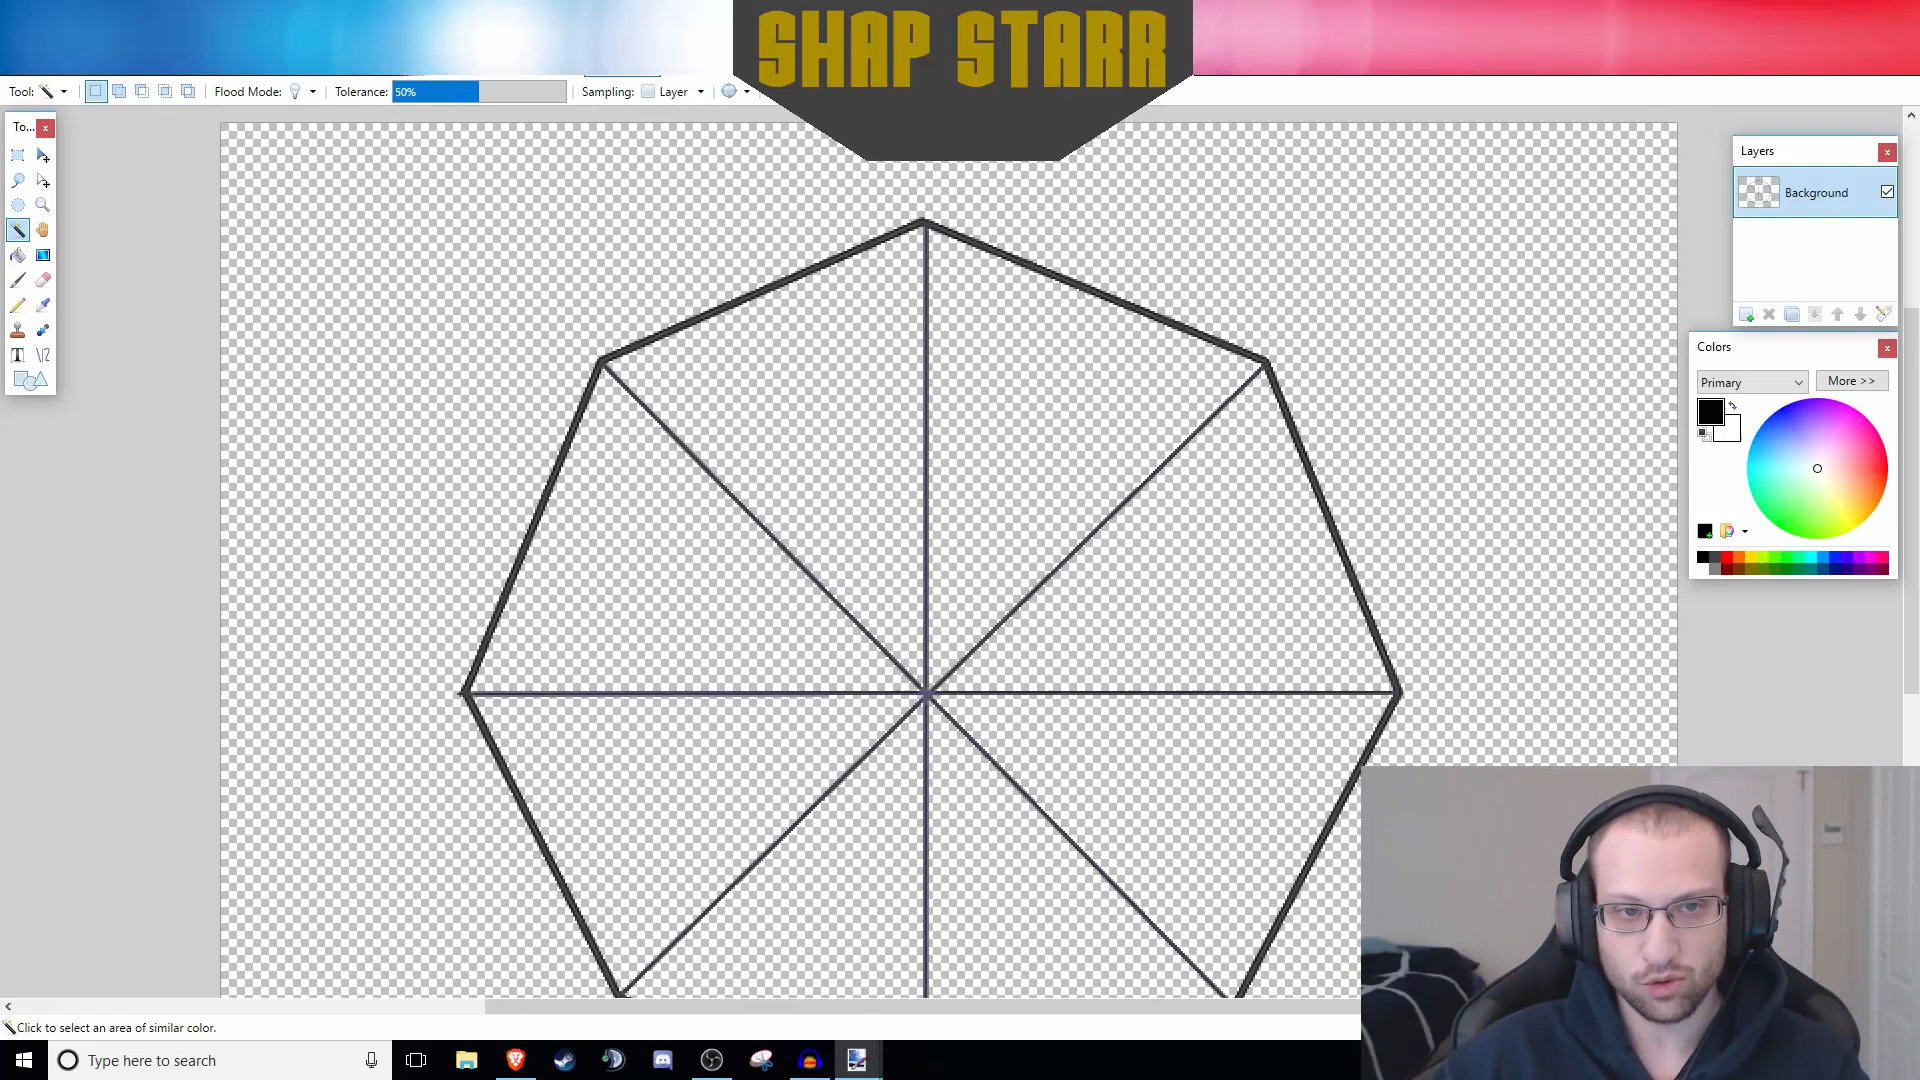 SHAP STARR
Tool:
Flood Mode:
Tolerance:
50%
Sampling:
Layer
To...
Layers
Background
Colors
Primary
More >>
Click to select an area of similar color.
Type here to search